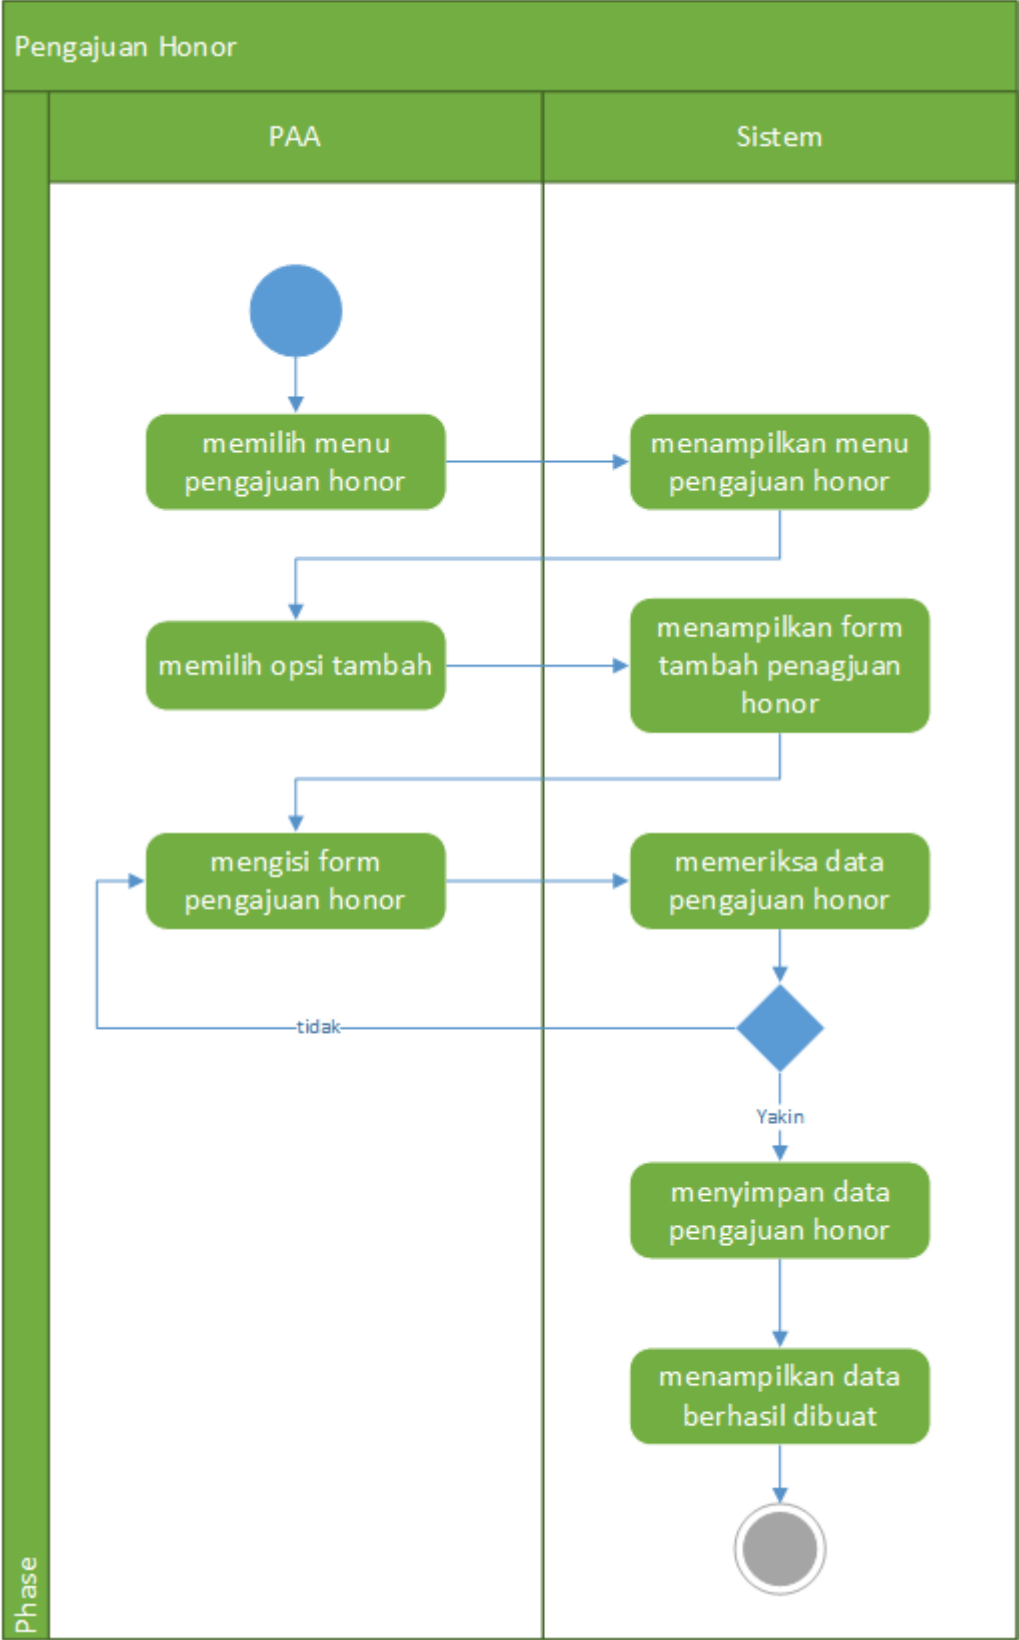 Pengajuan Honor
PAA
Sistem
memilih menu
pengajuan honor
menampilkan menu
pengajuan honor
memilih opsi tambah
menampilkan form
tambah penagjuan
honor
mengisi form
pengajuan honor
memeriksa data
pengajuan honor
tidak
Yakin
menyimpan data
pengajuan honor
menampilkan data
berhasil dibuat
Phase